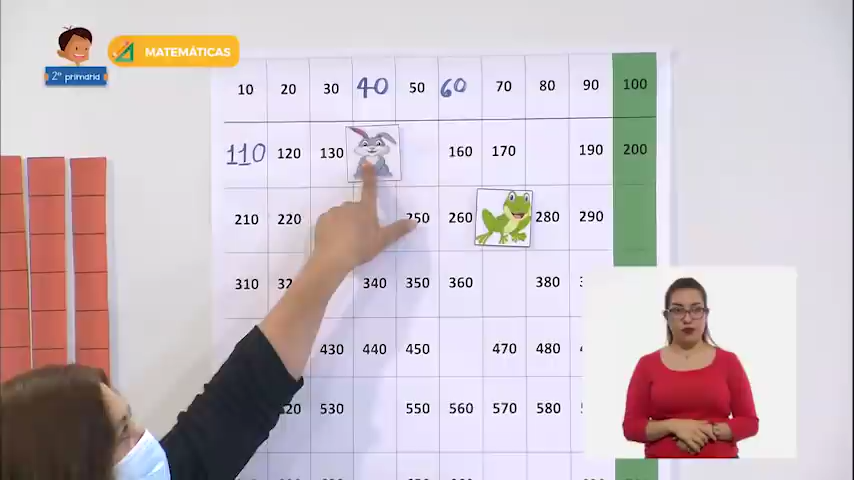 MATEMÁTICAS
2º primaria
10 20 30 40 50 60 70 80 90 100
110 120 130 160 170 190 200
210 220 250 260 280 290
310 340 350 360 380
430 440 450 470 480
530 550 560 570 580